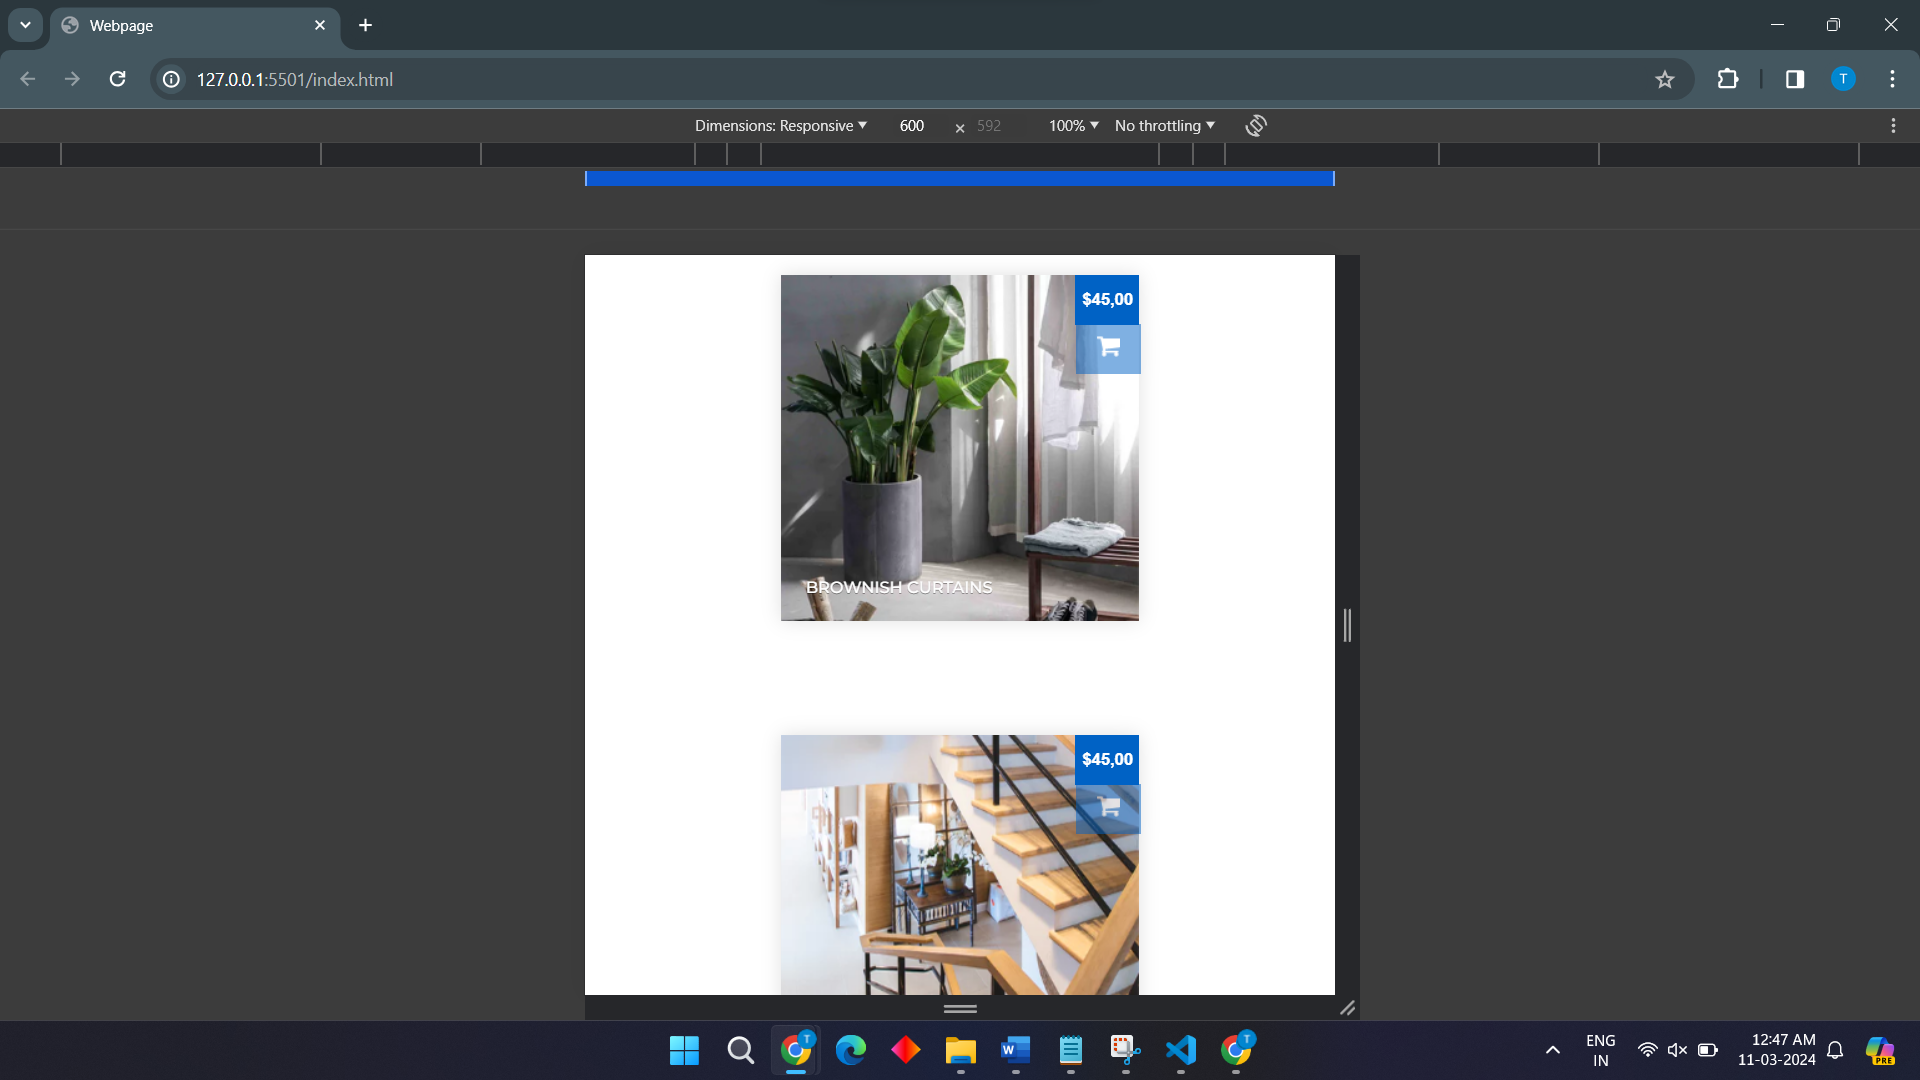 Webpage
127.0.0.1:5501/index.html
T
Dimensions: Responsive 600 × 592 100% No throttling
$45,00
BROWNISH CURTAINS
$45,00
T
W
T
ENG
IN
12:47 AM
11-03-2024
PRE